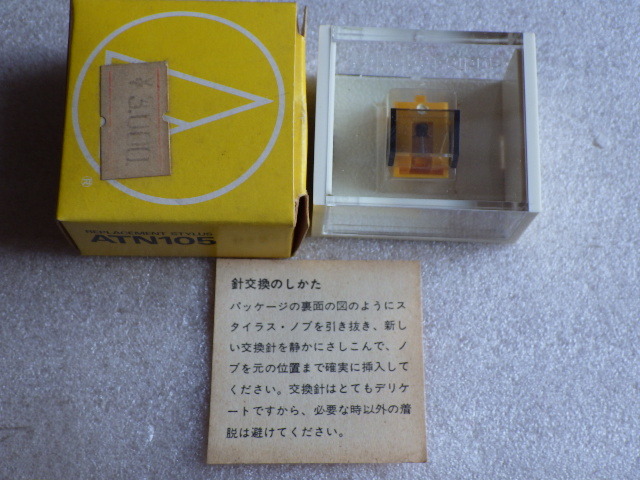 ¥3,000
®
REPLACEMENT STYLUS
ATN105
針交換のしかた
パッケージの裏面の図のようにス
タイラス・ノブを引き抜き、新し
い交換針を静かにさしこんで、ノ
ブを元の位置まで確実に挿入して
ください。交換針はとてもデリケ
ートですから、必要な時以外の着
脱は避けてください。